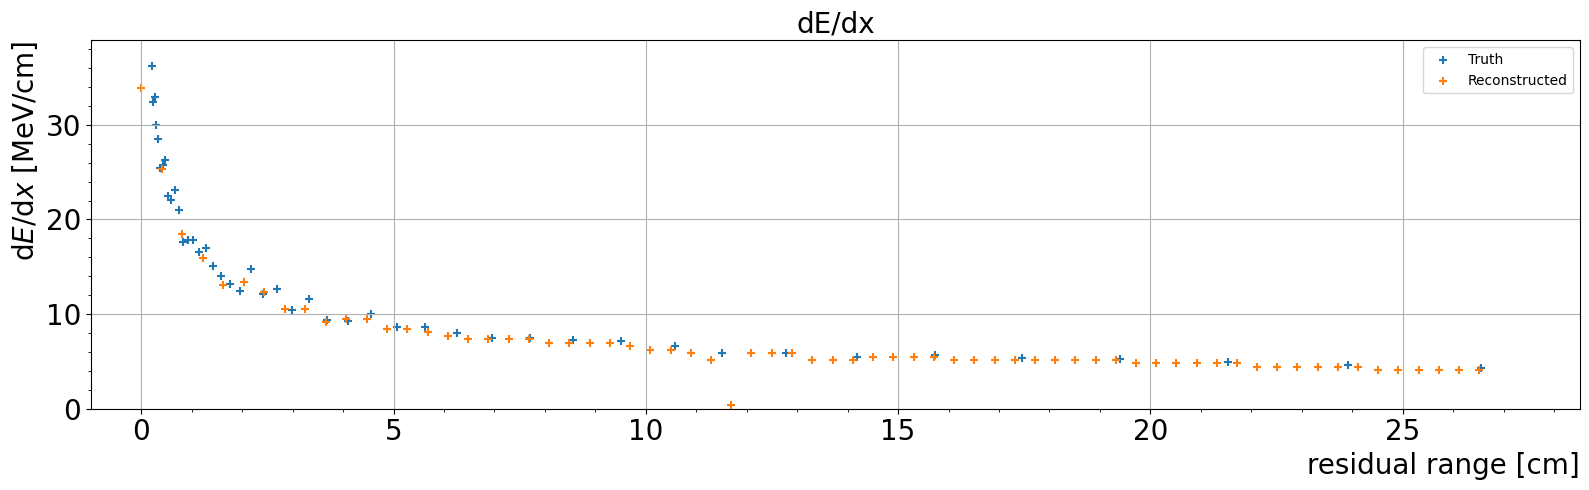 dE/dx
dE/dx [MeV/cm]
Truth
Reconstructed
30
20
10
0
0 5 10 15 20 25
residual range [cm]